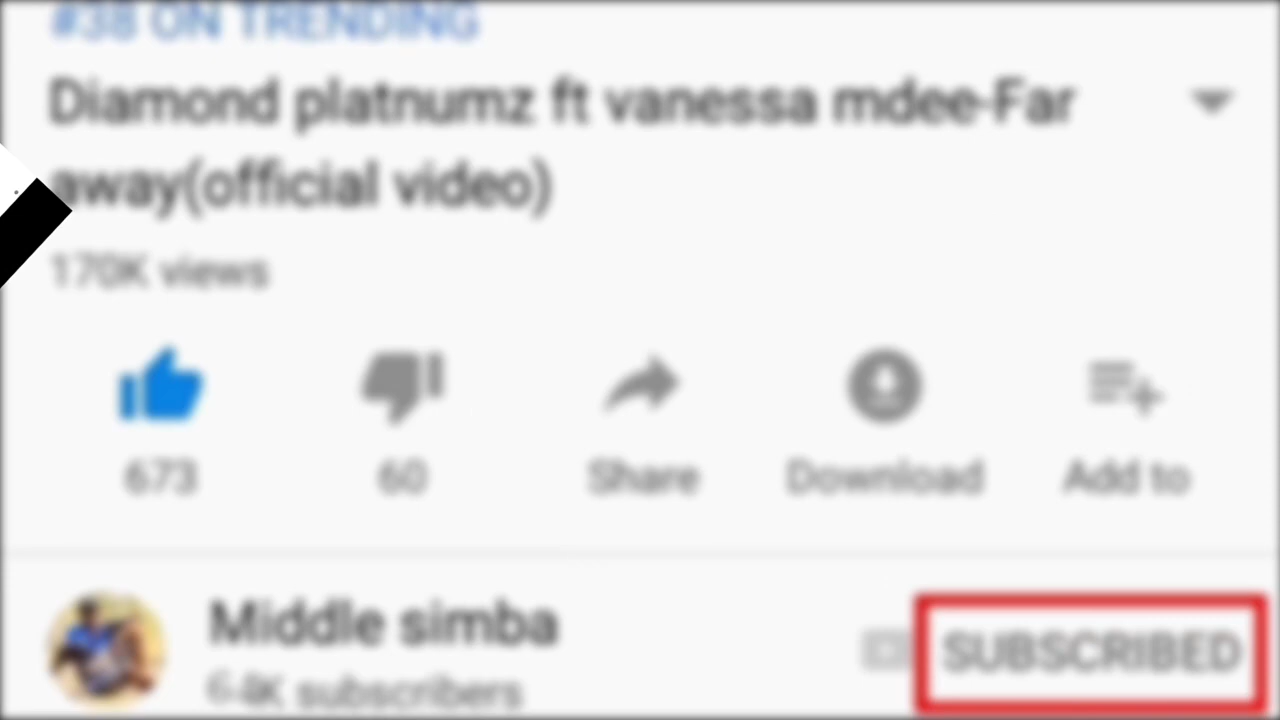 #38 ON TRENDING
Diamond platnumz ft vanessa mdee-Far
away(official video)
170K views
673
60
Share
Download
Add to
Middle simba
subscribers
SUBSCRIBED